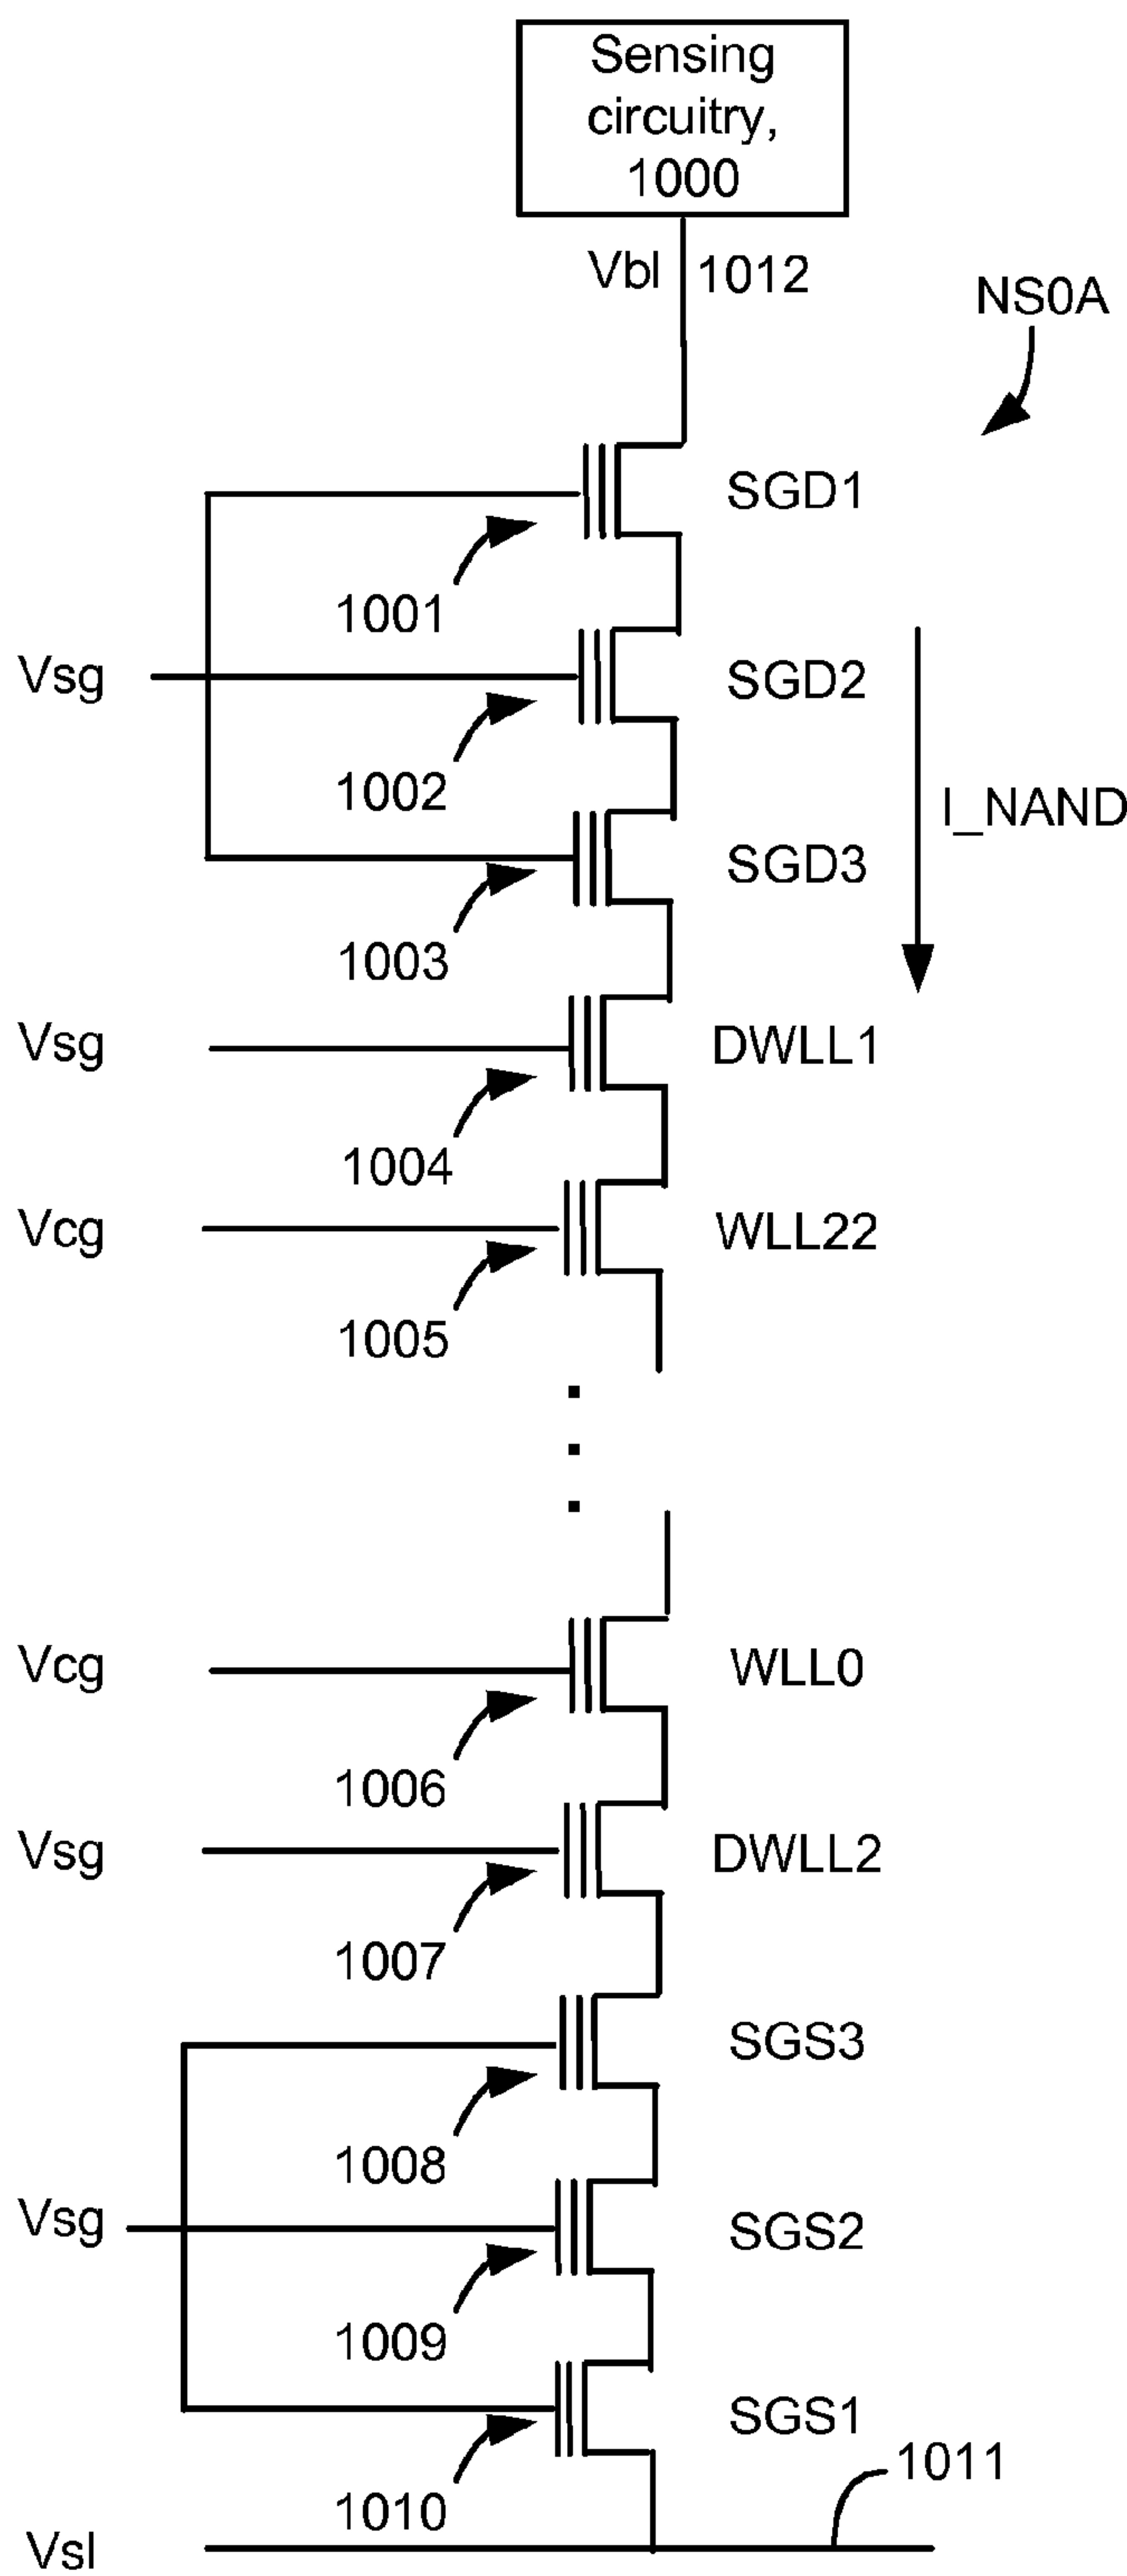 Sensing
circuitry,
1000
Vbl 1012
NS0A
SGD1
1001
Vsg
SGD2
1002
I_NAND
SGD3
1003
Vsg
DWLL1
1004
Vcg
WLL22
1005
Vcg
WLL0
1006
Vsg
DWLL2
1007
SGS3
1008
Vsg
SGS2
1009
SGS1
1011
1010
Vsl